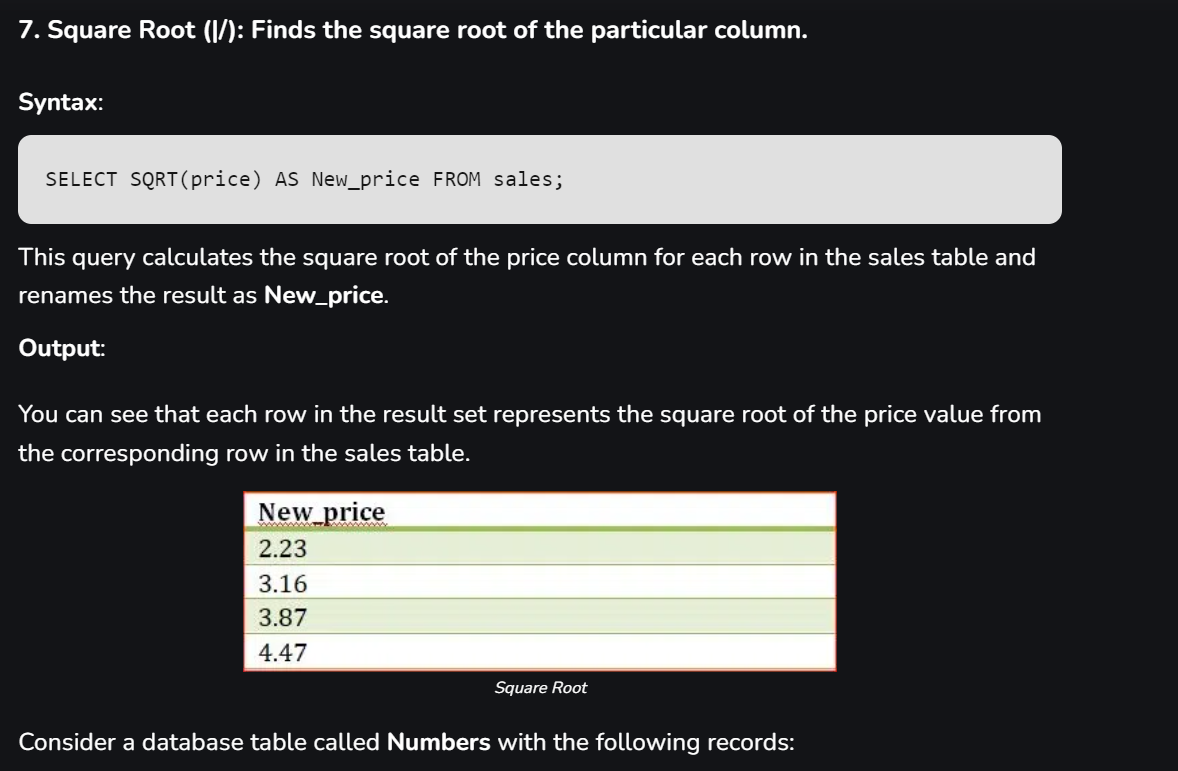 7. Square Root (|/): Finds the square root of the particular column.
Syntax:
SELECT SQRT(price) AS New_price FROM sales;
This query calculates the square root of the price column for each row in the sales table and
renames the result as New_price.
Output:
You can see that each row in the result set represents the square root of the price value from
the corresponding row in the sales table.
New_price
2.23
3.16
3.87
4.47
Square Root
Consider a database table called Numbers with the following records: